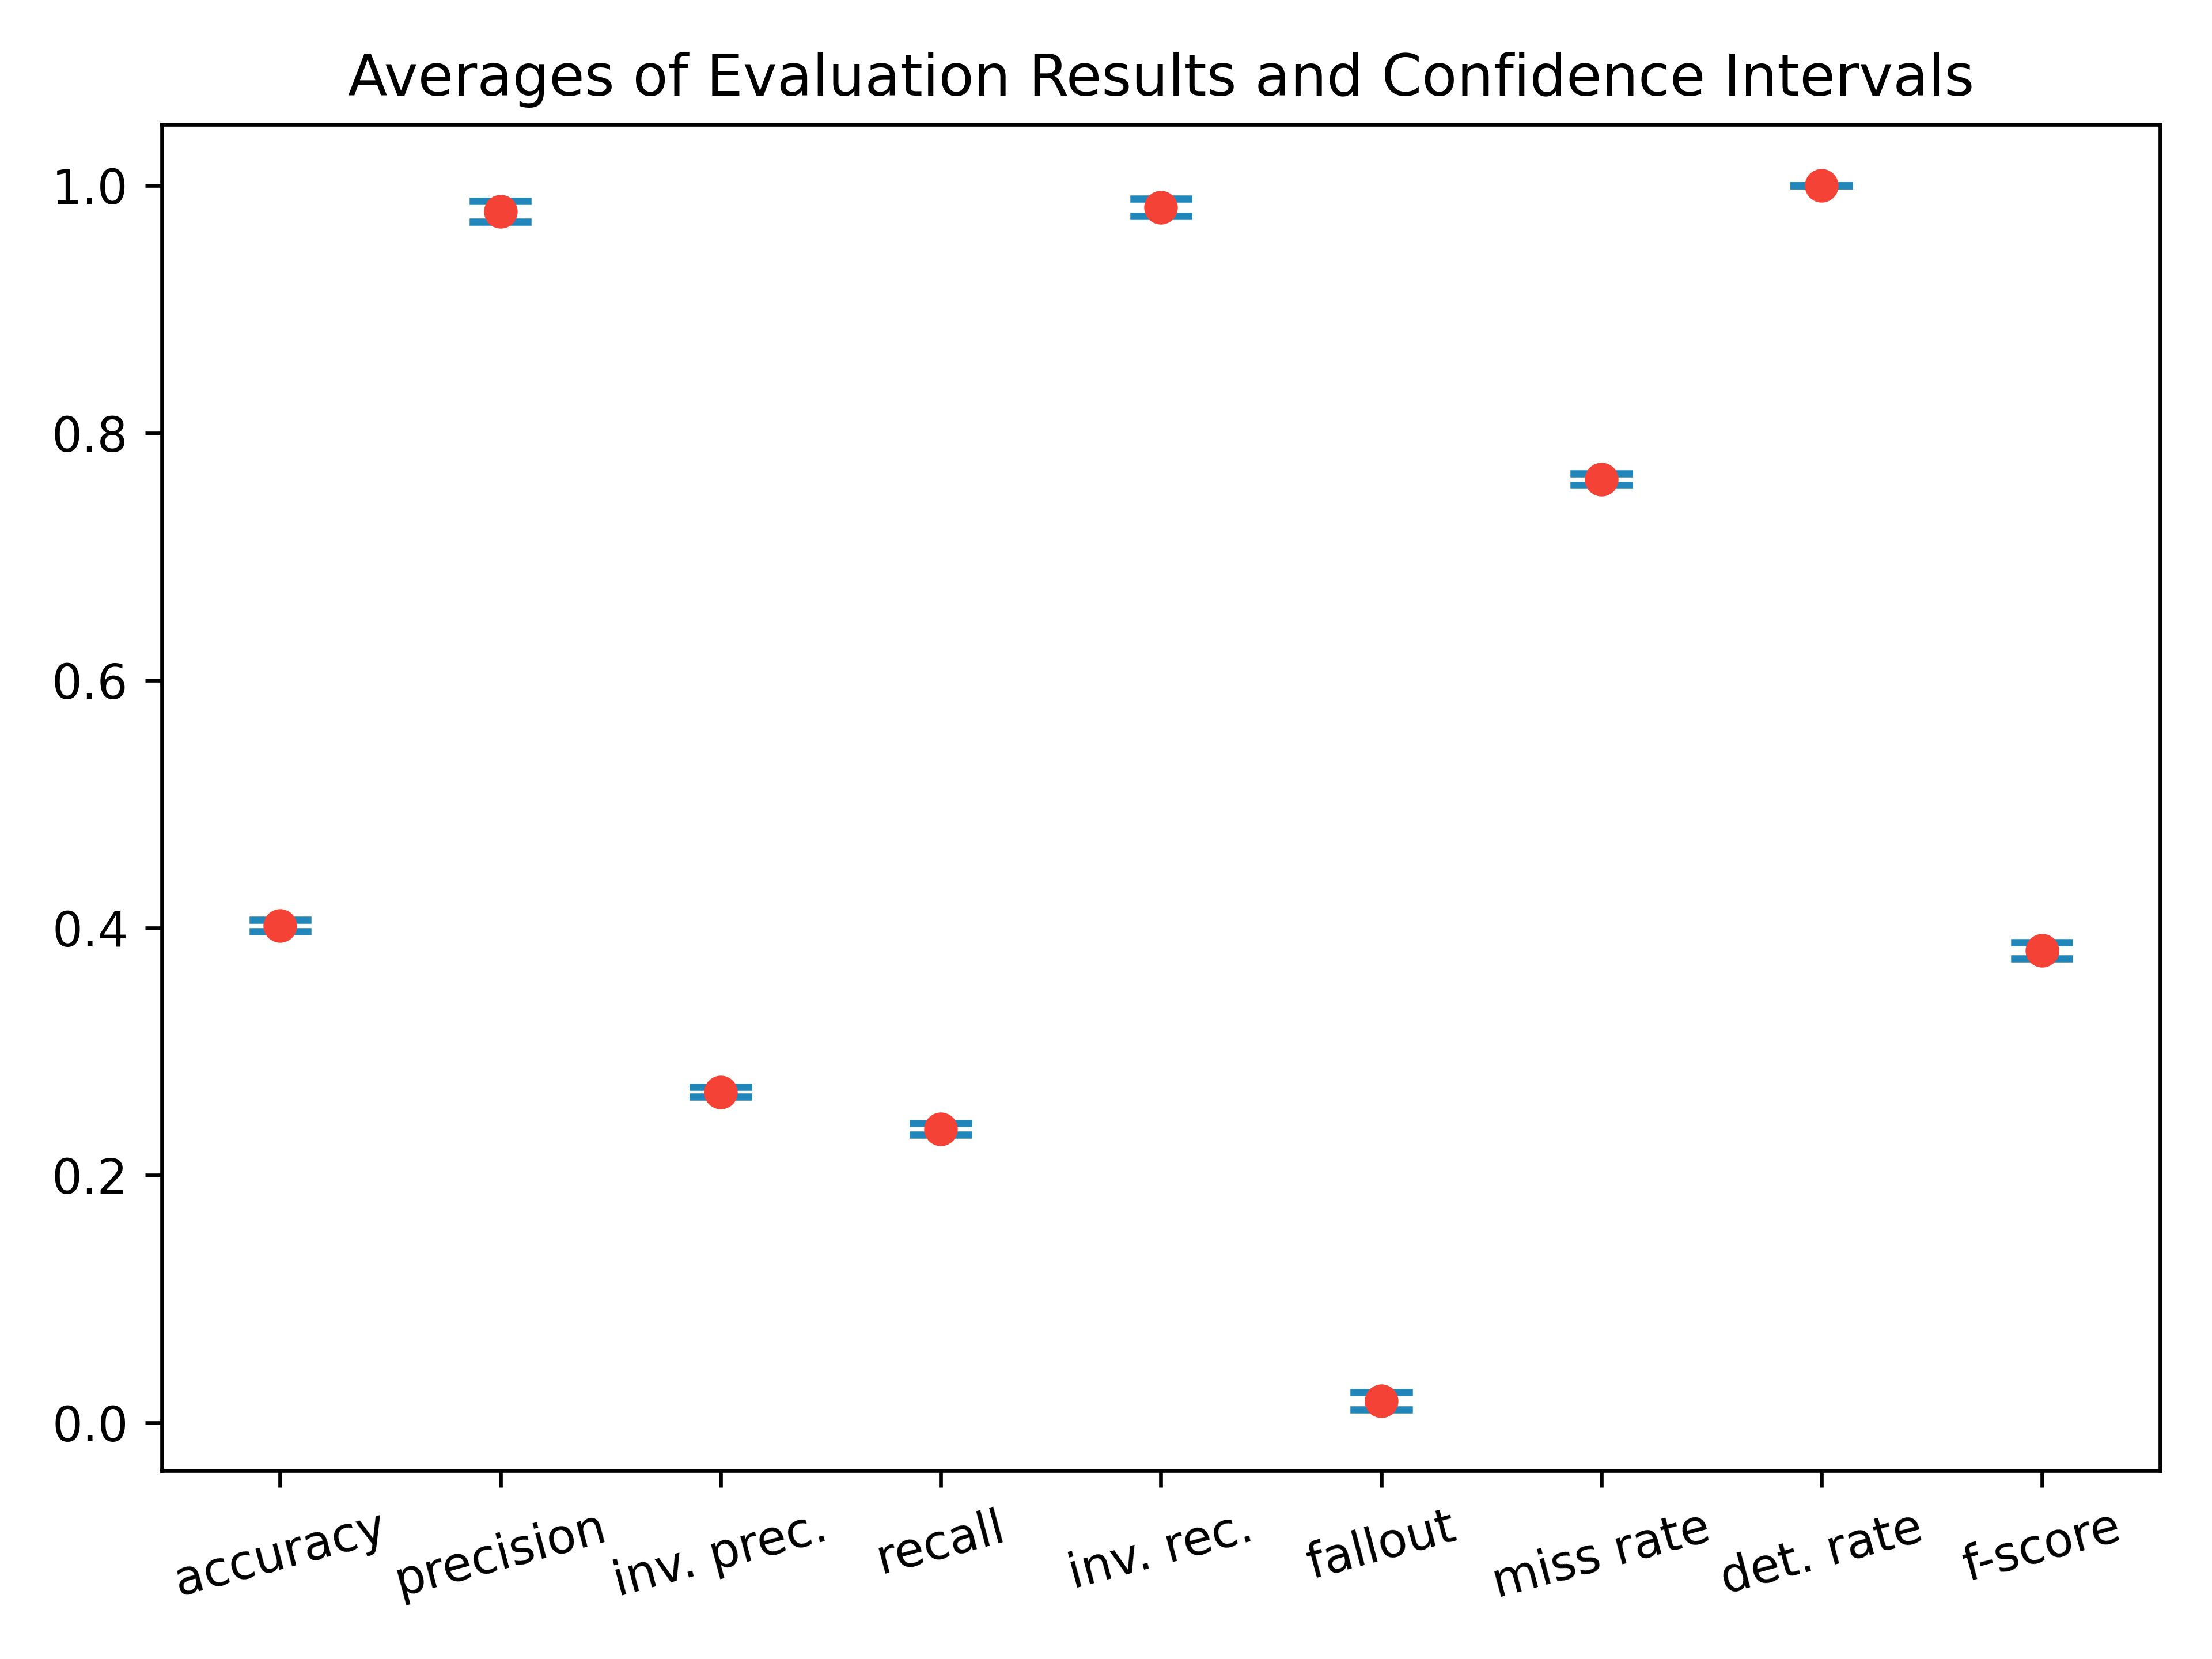 Averages of Evaluation Results and Confidence Intervals
1.0
0.8
0.6
0.4
0.2
0.0
accuracy
precision
inv. prec.
recall
inv. rec.
fallout
miss rate
det. rate
f-score